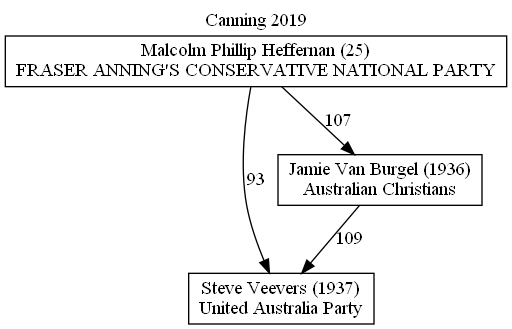 Canning 2019
Malcolm Phillip Heffernan (25)
FRASER ANNING'S CONSERVATIVE NATIONAL PARTY
107
Jamie Van Burgel (1936)
Australian Christians
93
109
Steve Veevers (1937)
United Australia Party